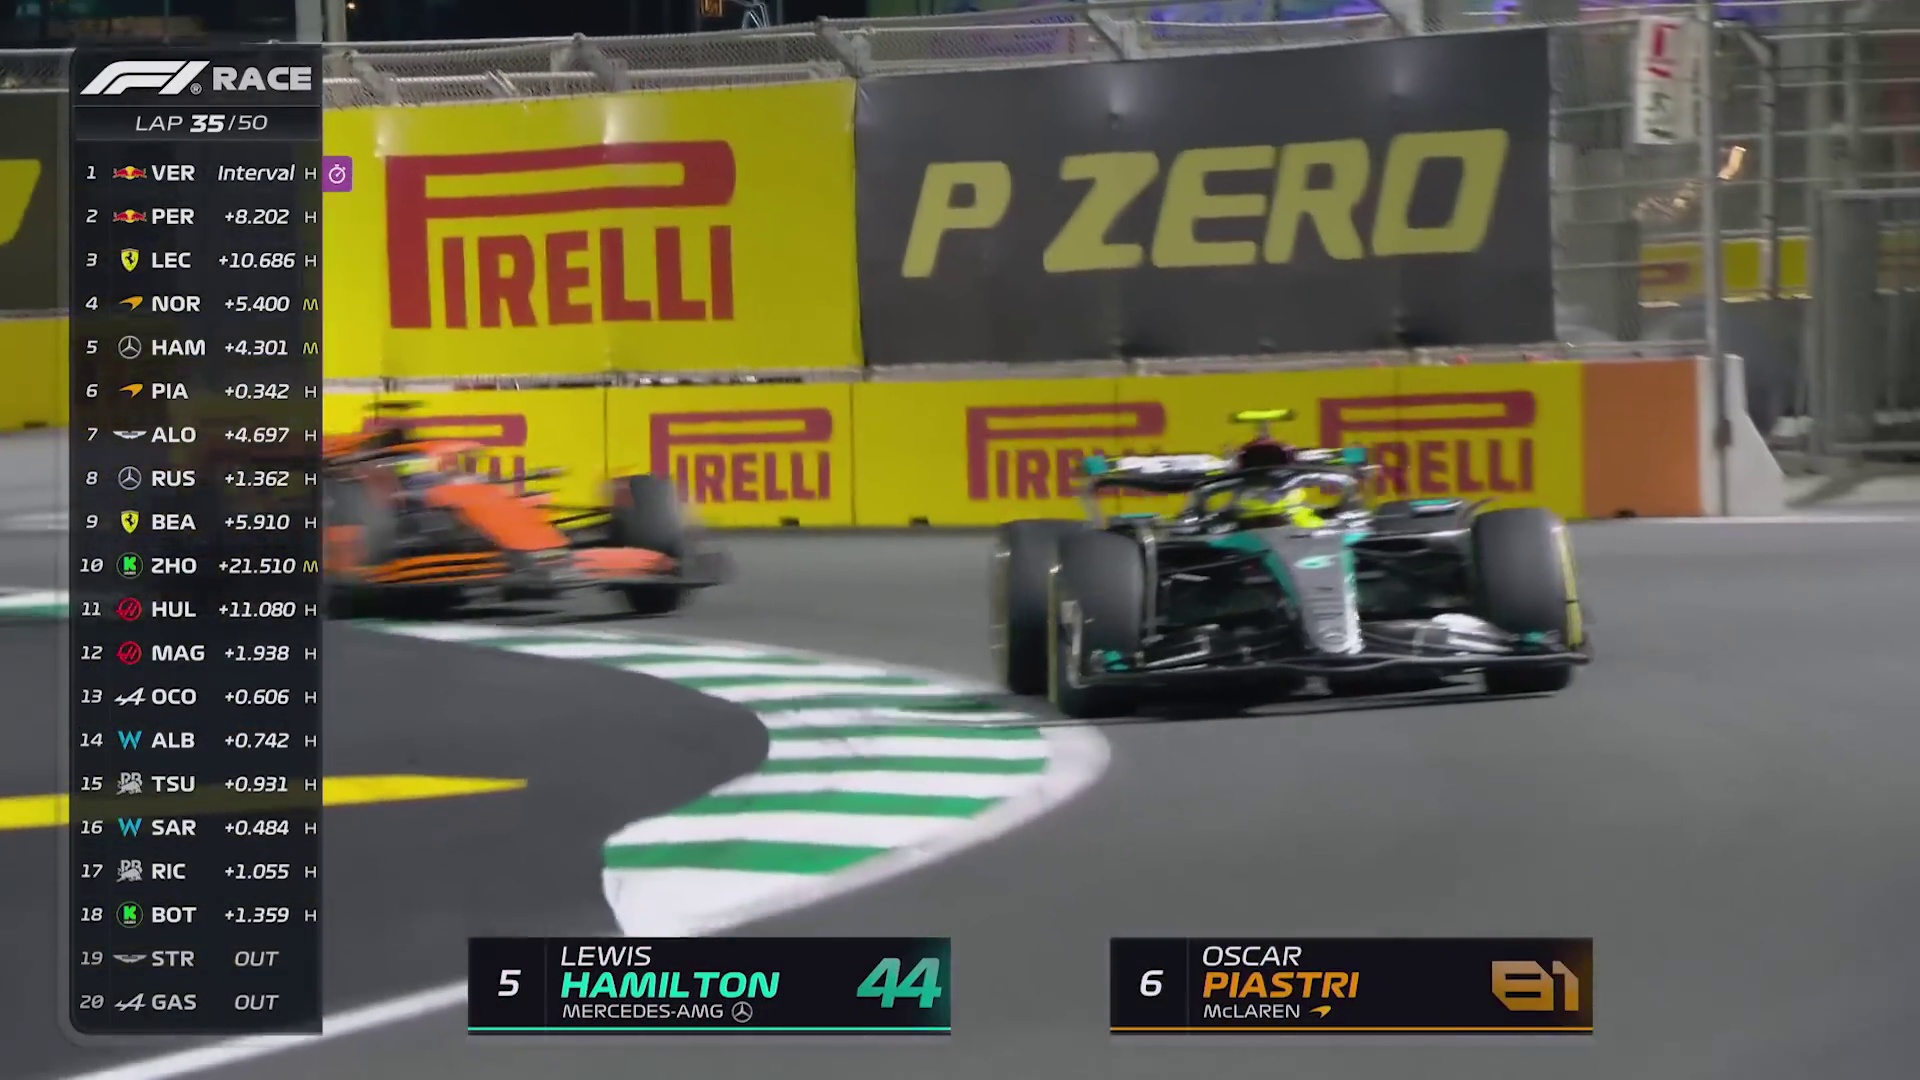 F1 RACE
LAP 35/50
1 VER Interval H
2 PER +8.202 H
3 LEC +10.686 H
4 NOR +5.400 M
5 HAM +4.301 M
6 PIA +0.342 H
7 ALO +4.697 H
8 RUS +1.362 H
9 BEA +5.910 H
10 ZHO +21.510 M
11 HUL +11.080 H
12 MAG +1.938 H
13 OCO +0.606 H
14 ALB +0.742 H
15 TSU +0.931 H
16 SAR +0.484 H
17 RIC +1.055 H
18 BOT +1.359 H
19 STR OUT
20 GAS OUT
PIRELLI
P ZERO
PIRELLI
PIRELLI
PIRELLI
5
LEWIS
HAMILTON
MERCEDES-AMG
44
6
OSCAR
PIASTRI
McLAREN
81